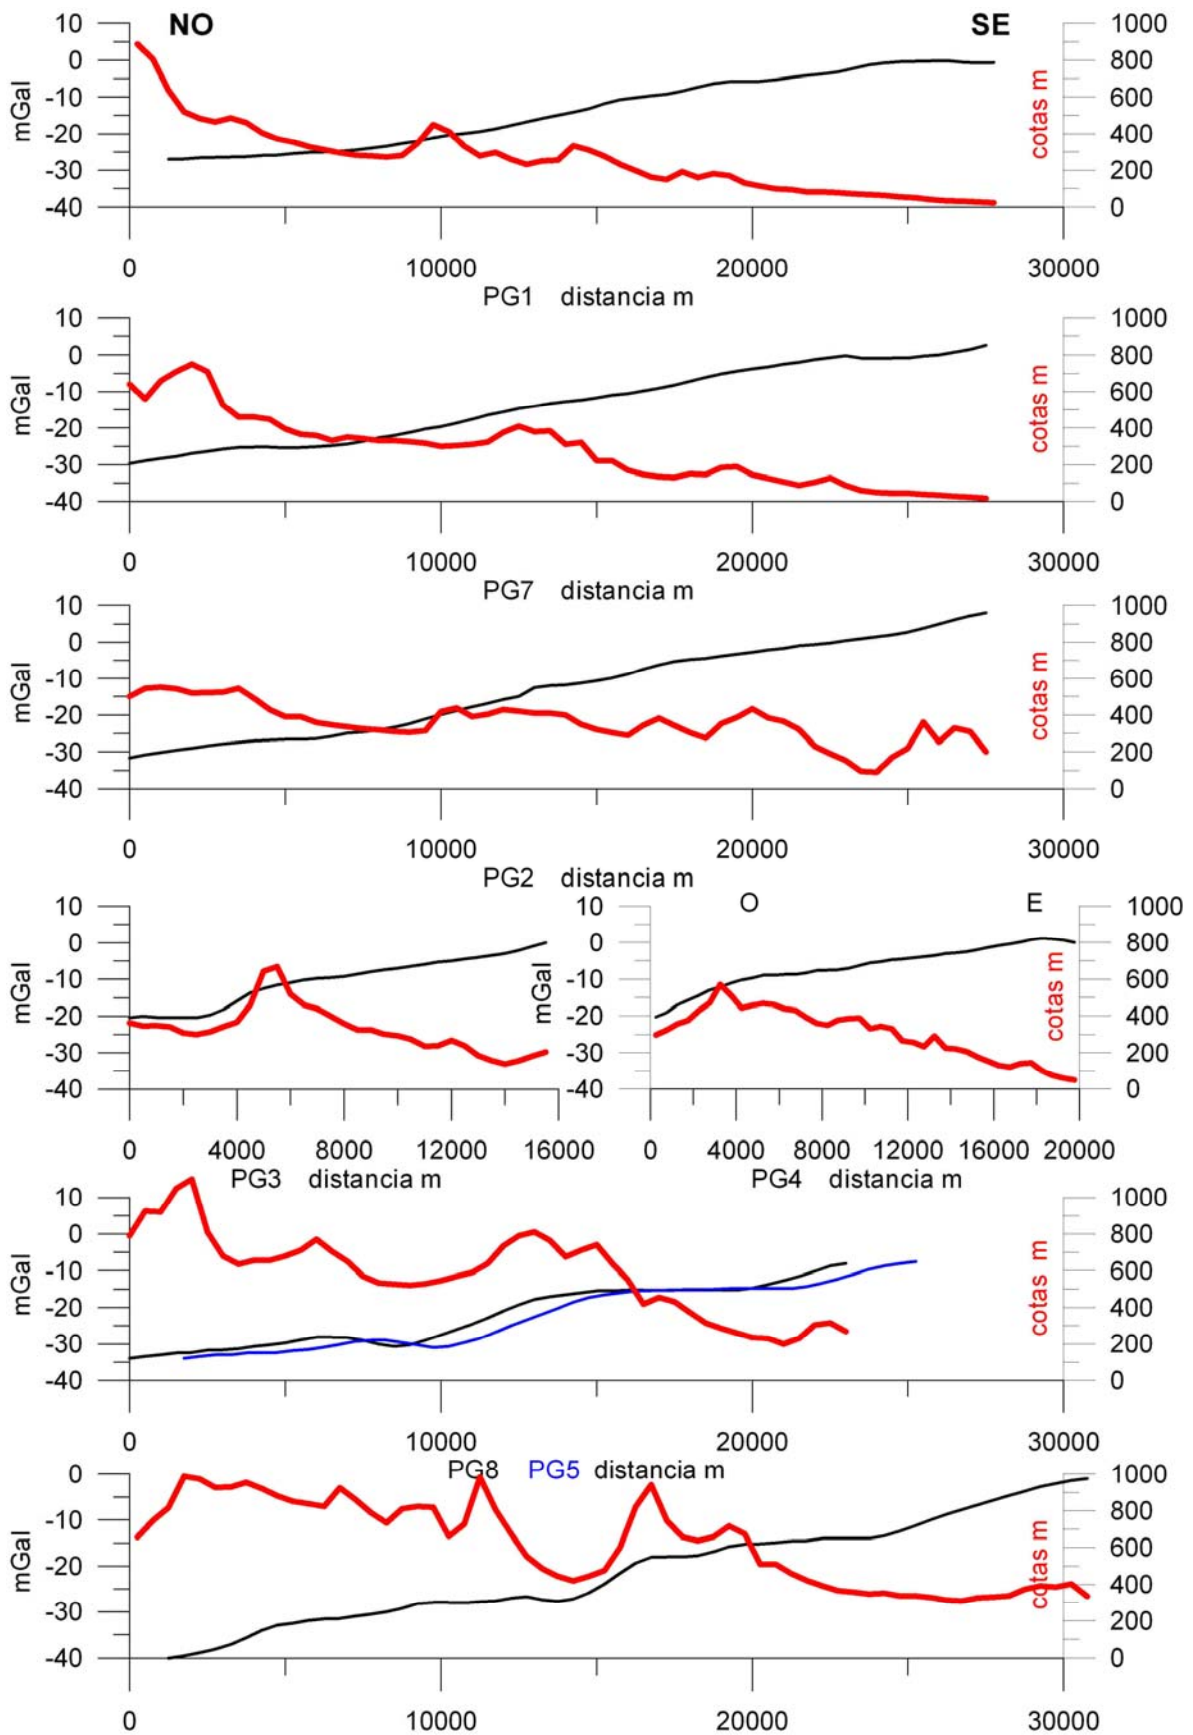 NO SE
10 1000
0 800
-10 600
-20 400
-30 200
-40 0
mGal
cotas m
0 10000 20000 30000
PG1 distancia m
10 1000
0 800
-10 600
-20 400
-30 200
-40 0
mGal
cotas m
0 10000 20000 30000
PG7 distancia m
10 1000
0 800
-10 600
-20 400
-30 200
-40 0
mGal
cotas m
0 10000 20000 30000
PG2 distancia m
O E
10 10 1000
0 0 800
-10 -10 600
-20 -20 400
-30 -30 200
-40 -40 0
mGal
mGal
cotas m
0 4000 8000 12000 16000 0 4000 8000 12000 16000 20000
PG3 distancia m PG4 distancia m
10 1000
0 800
-10 600
-20 400
-30 200
-40 0
mGal
cotas m
0 10000 20000 30000
PG8 PG5 distancia m
0 1000
-10 800
-20 600
-30 400
-40 200
0
mGal
cotas m
0 10000 20000 30000